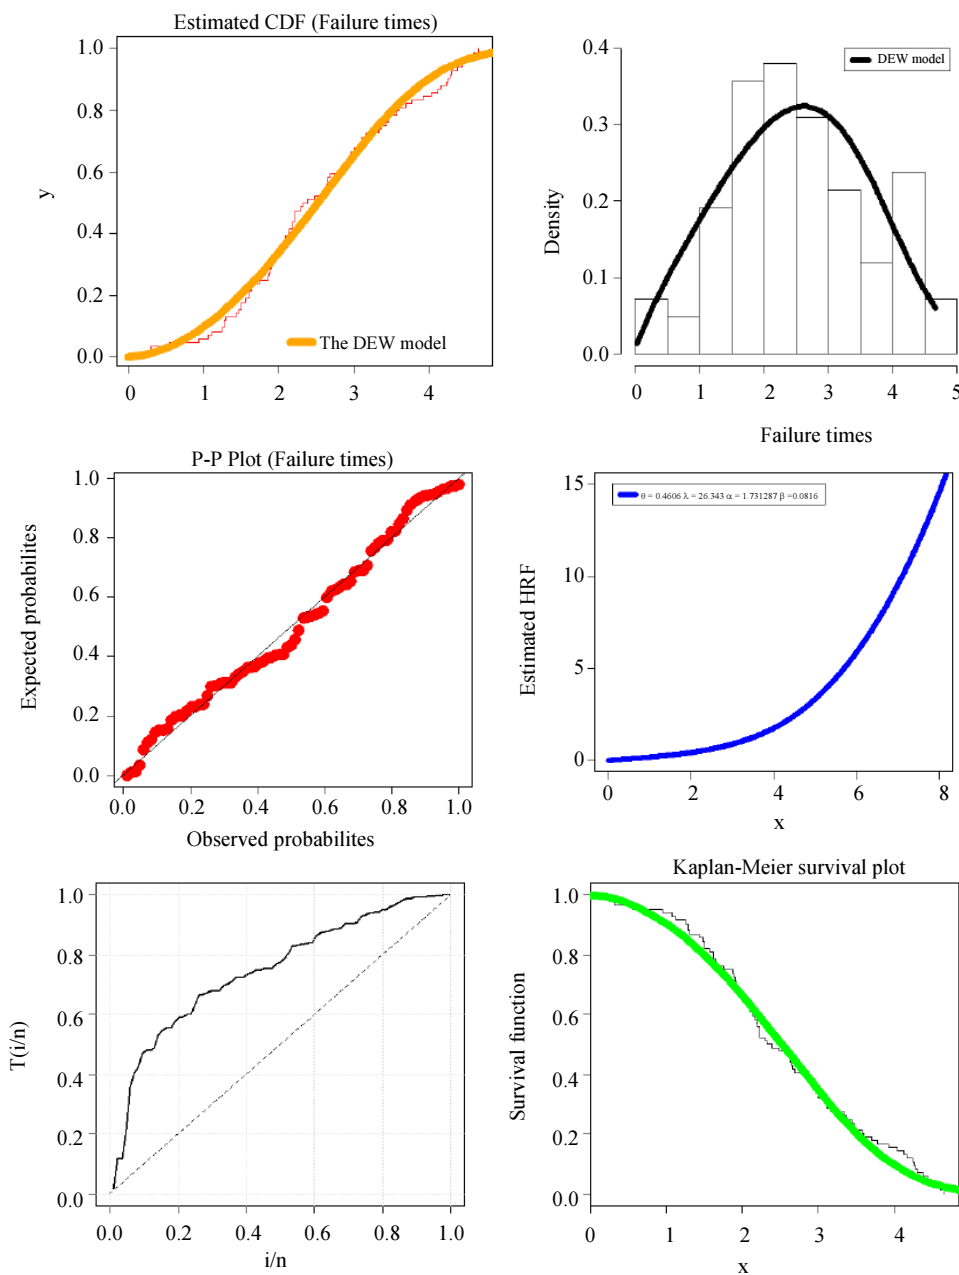 Estimated CDF (Failure times)
1.0
0.8
0.6
0.4
0.2
0.0
y
The DEW model
0 1 2 3 4
0.4
0.3
0.2
0.1
0.0
Density
DEW model
0 1 2 3 4 5
Failure times
P-P Plot (Failure times)
1.0
0.8
0.6
0.4
0.2
0.0
Expected probabilites
0.0 0.2 0.4 0.6 0.8 1.0
Observed probabilites
15
10
5
0
Estimated HRF
θ = 0.4606 λ = 26.343 α = 1.731287 β =0.0816
0 2 4 6 8
x
1.0
0.8
0.6
0.4
0.2
0.0
T(i/n)
0.0 0.2 0.4 0.6 0.8 1.0
i/n
Kaplan-Meier survival plot
1.0
0.8
0.6
0.4
0.2
0.0
Survival function
0 1 2 3 4
x